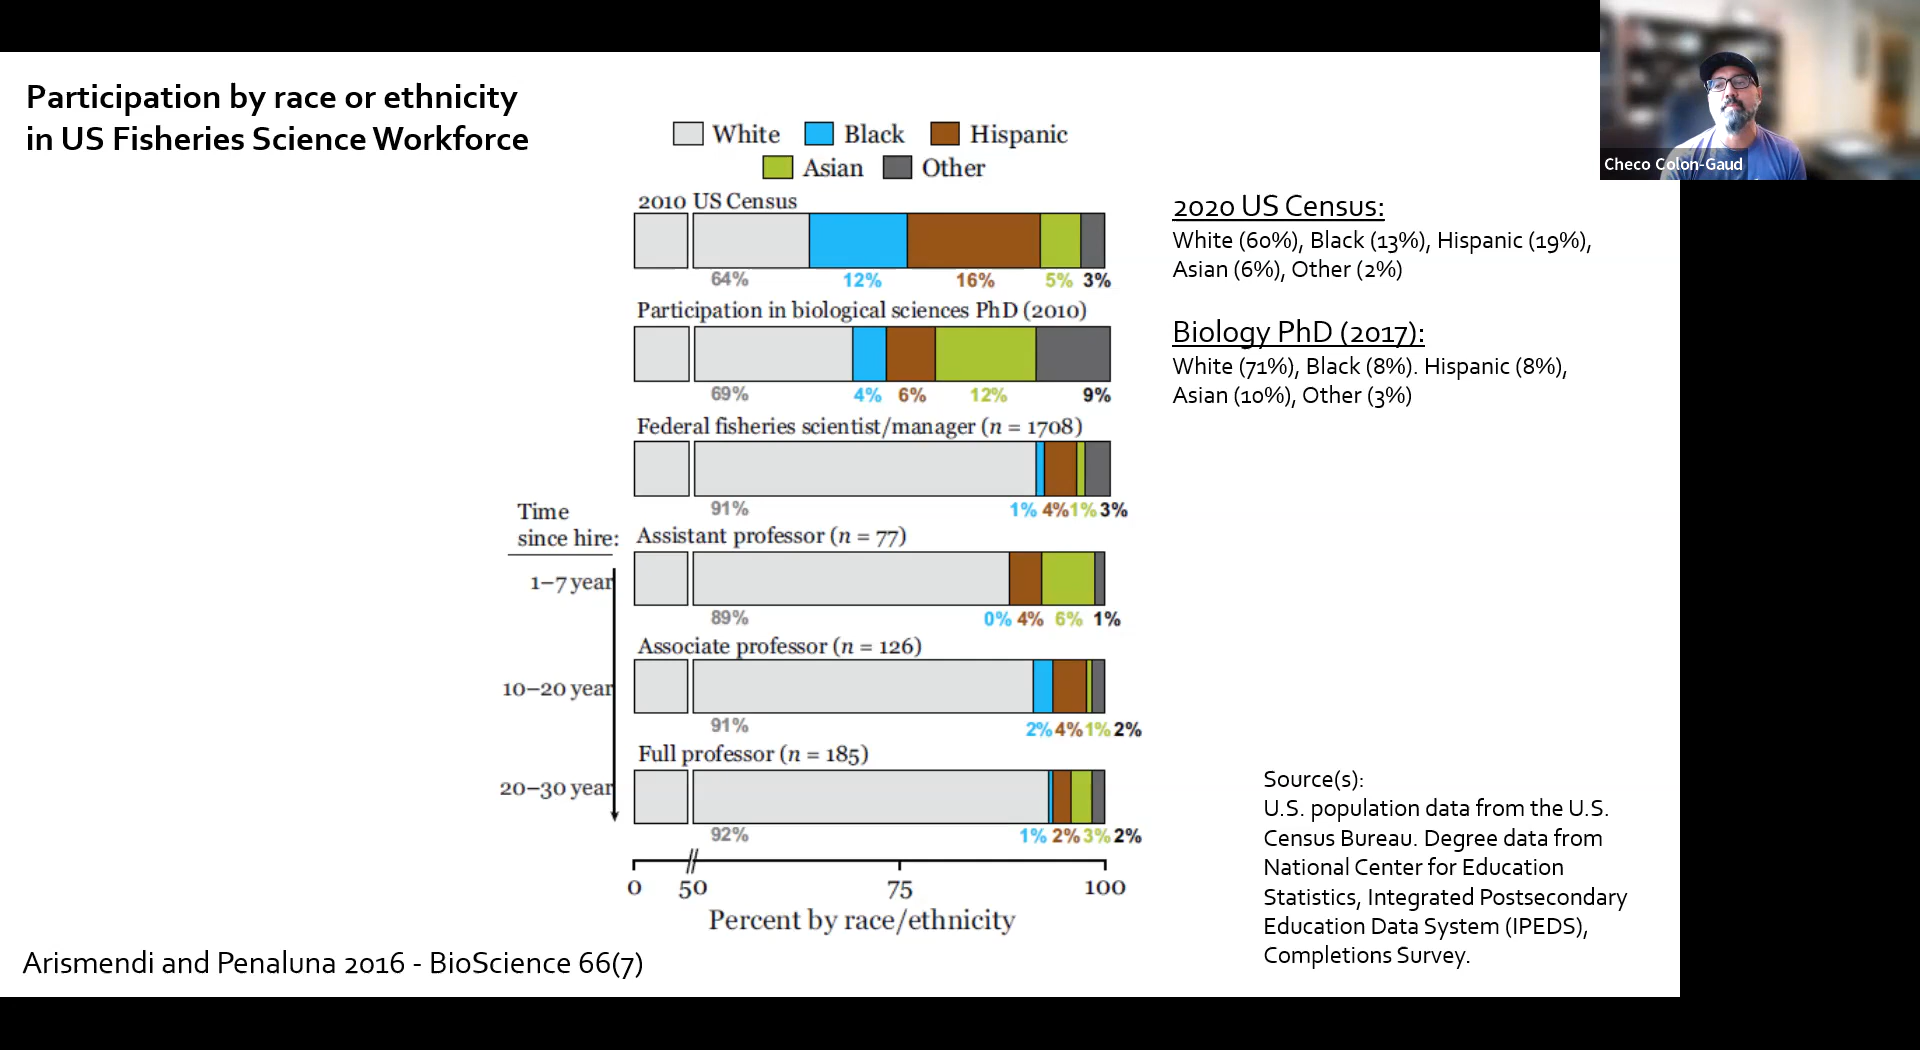 Participation by race or ethnicity
in US Fisheries Science Workforce
White Black Hispanic
Asian Other
2010 US Census
64% 12% 16% 5% 3%
Participation in biological sciences PhD (2010)
69% 4% 6% 12% 9%
Federal fisheries scientist/manager (n = 1708)
91% 1% 4% 1% 3%
Time
since hire:
Assistant professor (n = 77)
1–7 year
89% 0% 4% 6% 1%
Associate professor (n = 126)
10–20 year
91% 2% 4% 1% 2%
Full professor (n = 185)
20–30 year
92% 1% 2% 3% 2%
0 50 75 100
Percent by race/ethnicity
Checo Colon-Gaud
2020 US Census:
White (60%), Black (13%), Hispanic (19%),
Asian (6%), Other (2%)
Biology PhD (2017):
White (71%), Black (8%). Hispanic (8%),
Asian (10%), Other (3%)
Source(s):
U.S. population data from the U.S.
Census Bureau. Degree data from
National Center for Education
Statistics, Integrated Postsecondary
Education Data System (IPEDS),
Completions Survey.
Arismendi and Penaluna 2016 - BioScience 66(7)